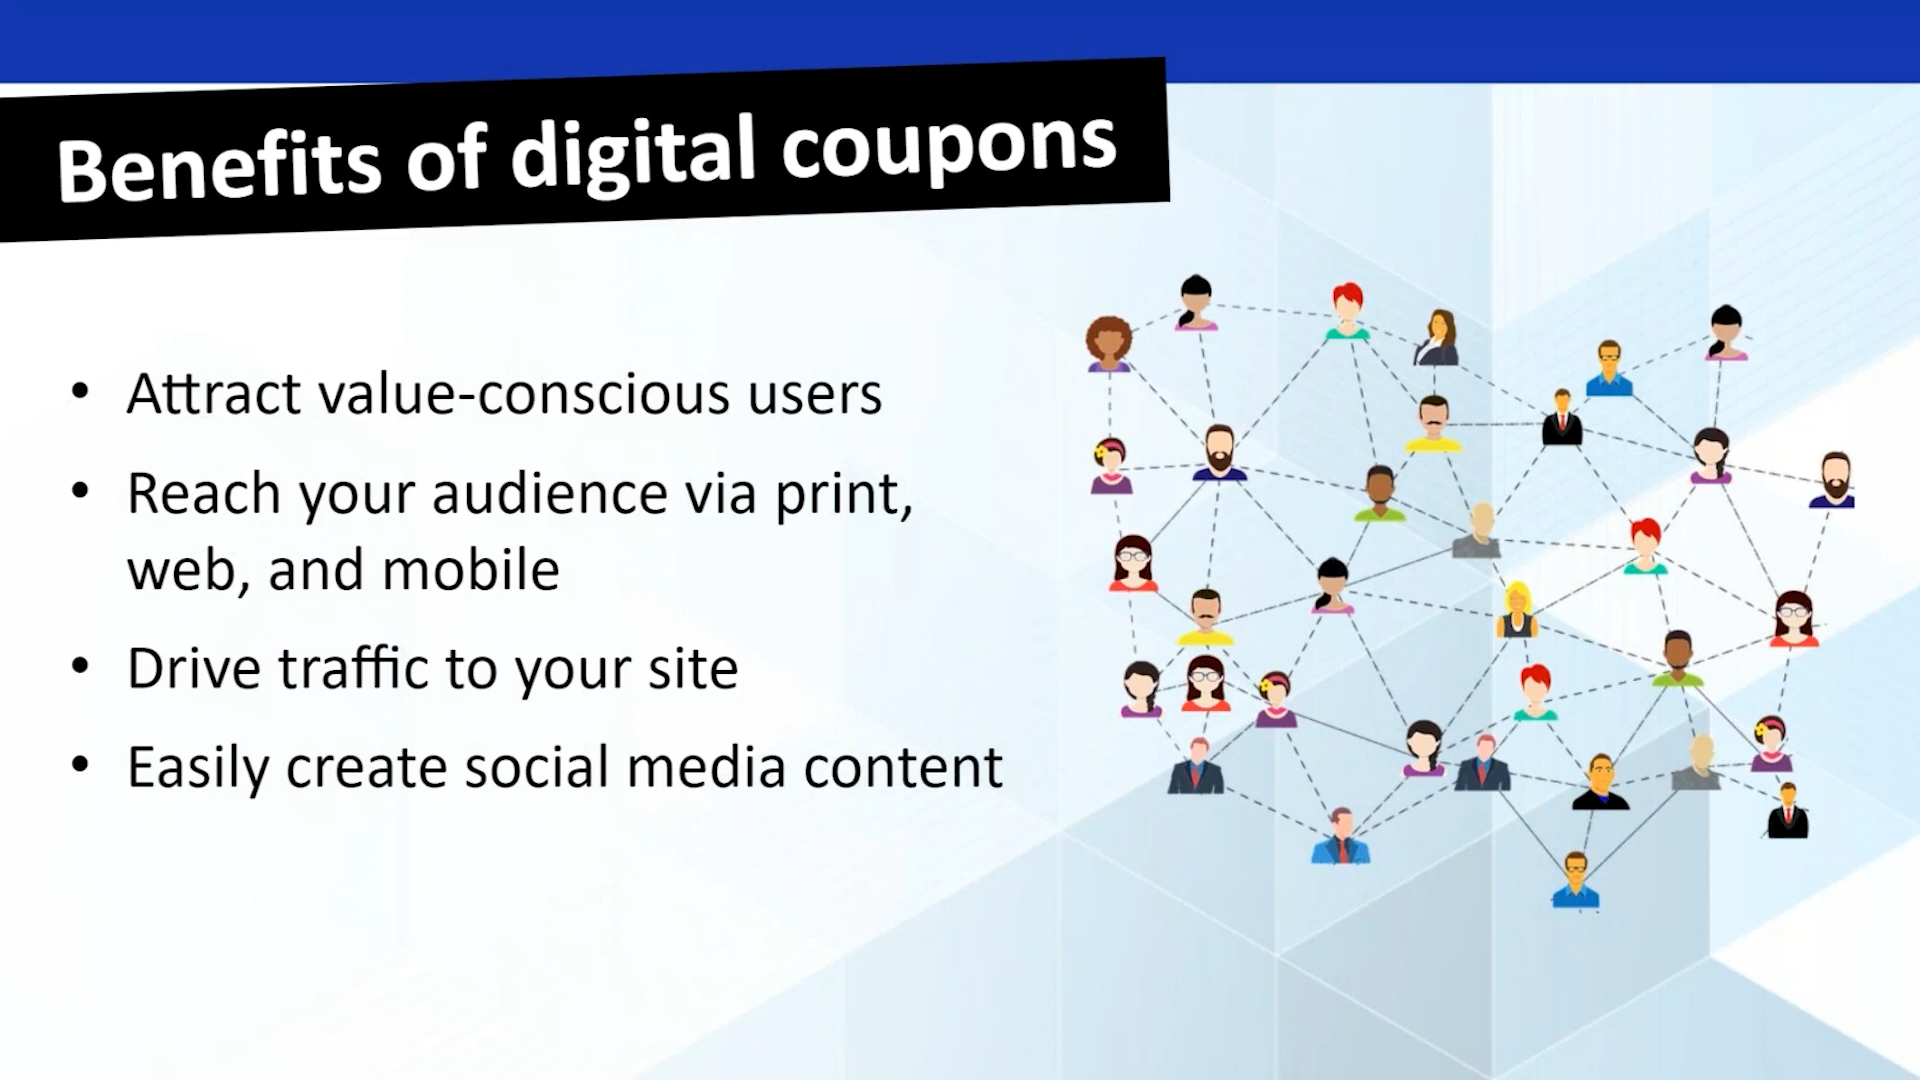 Benefits of digital coupons
• Attract value-conscious users
• Reach your audience via print,
web, and mobile
• Drive traffic to your site
• Easily create social media content